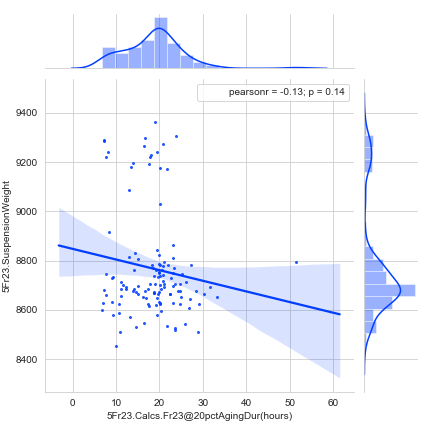 pearsonr = -0.13; p = 0.14
9400
9200
9000
8800
8600
8400
5Fr23.SuspensionWeight
0 10 20 30 40 50 60
5Fr23.Calcs.Fr23@20pctAgingDur(hours)